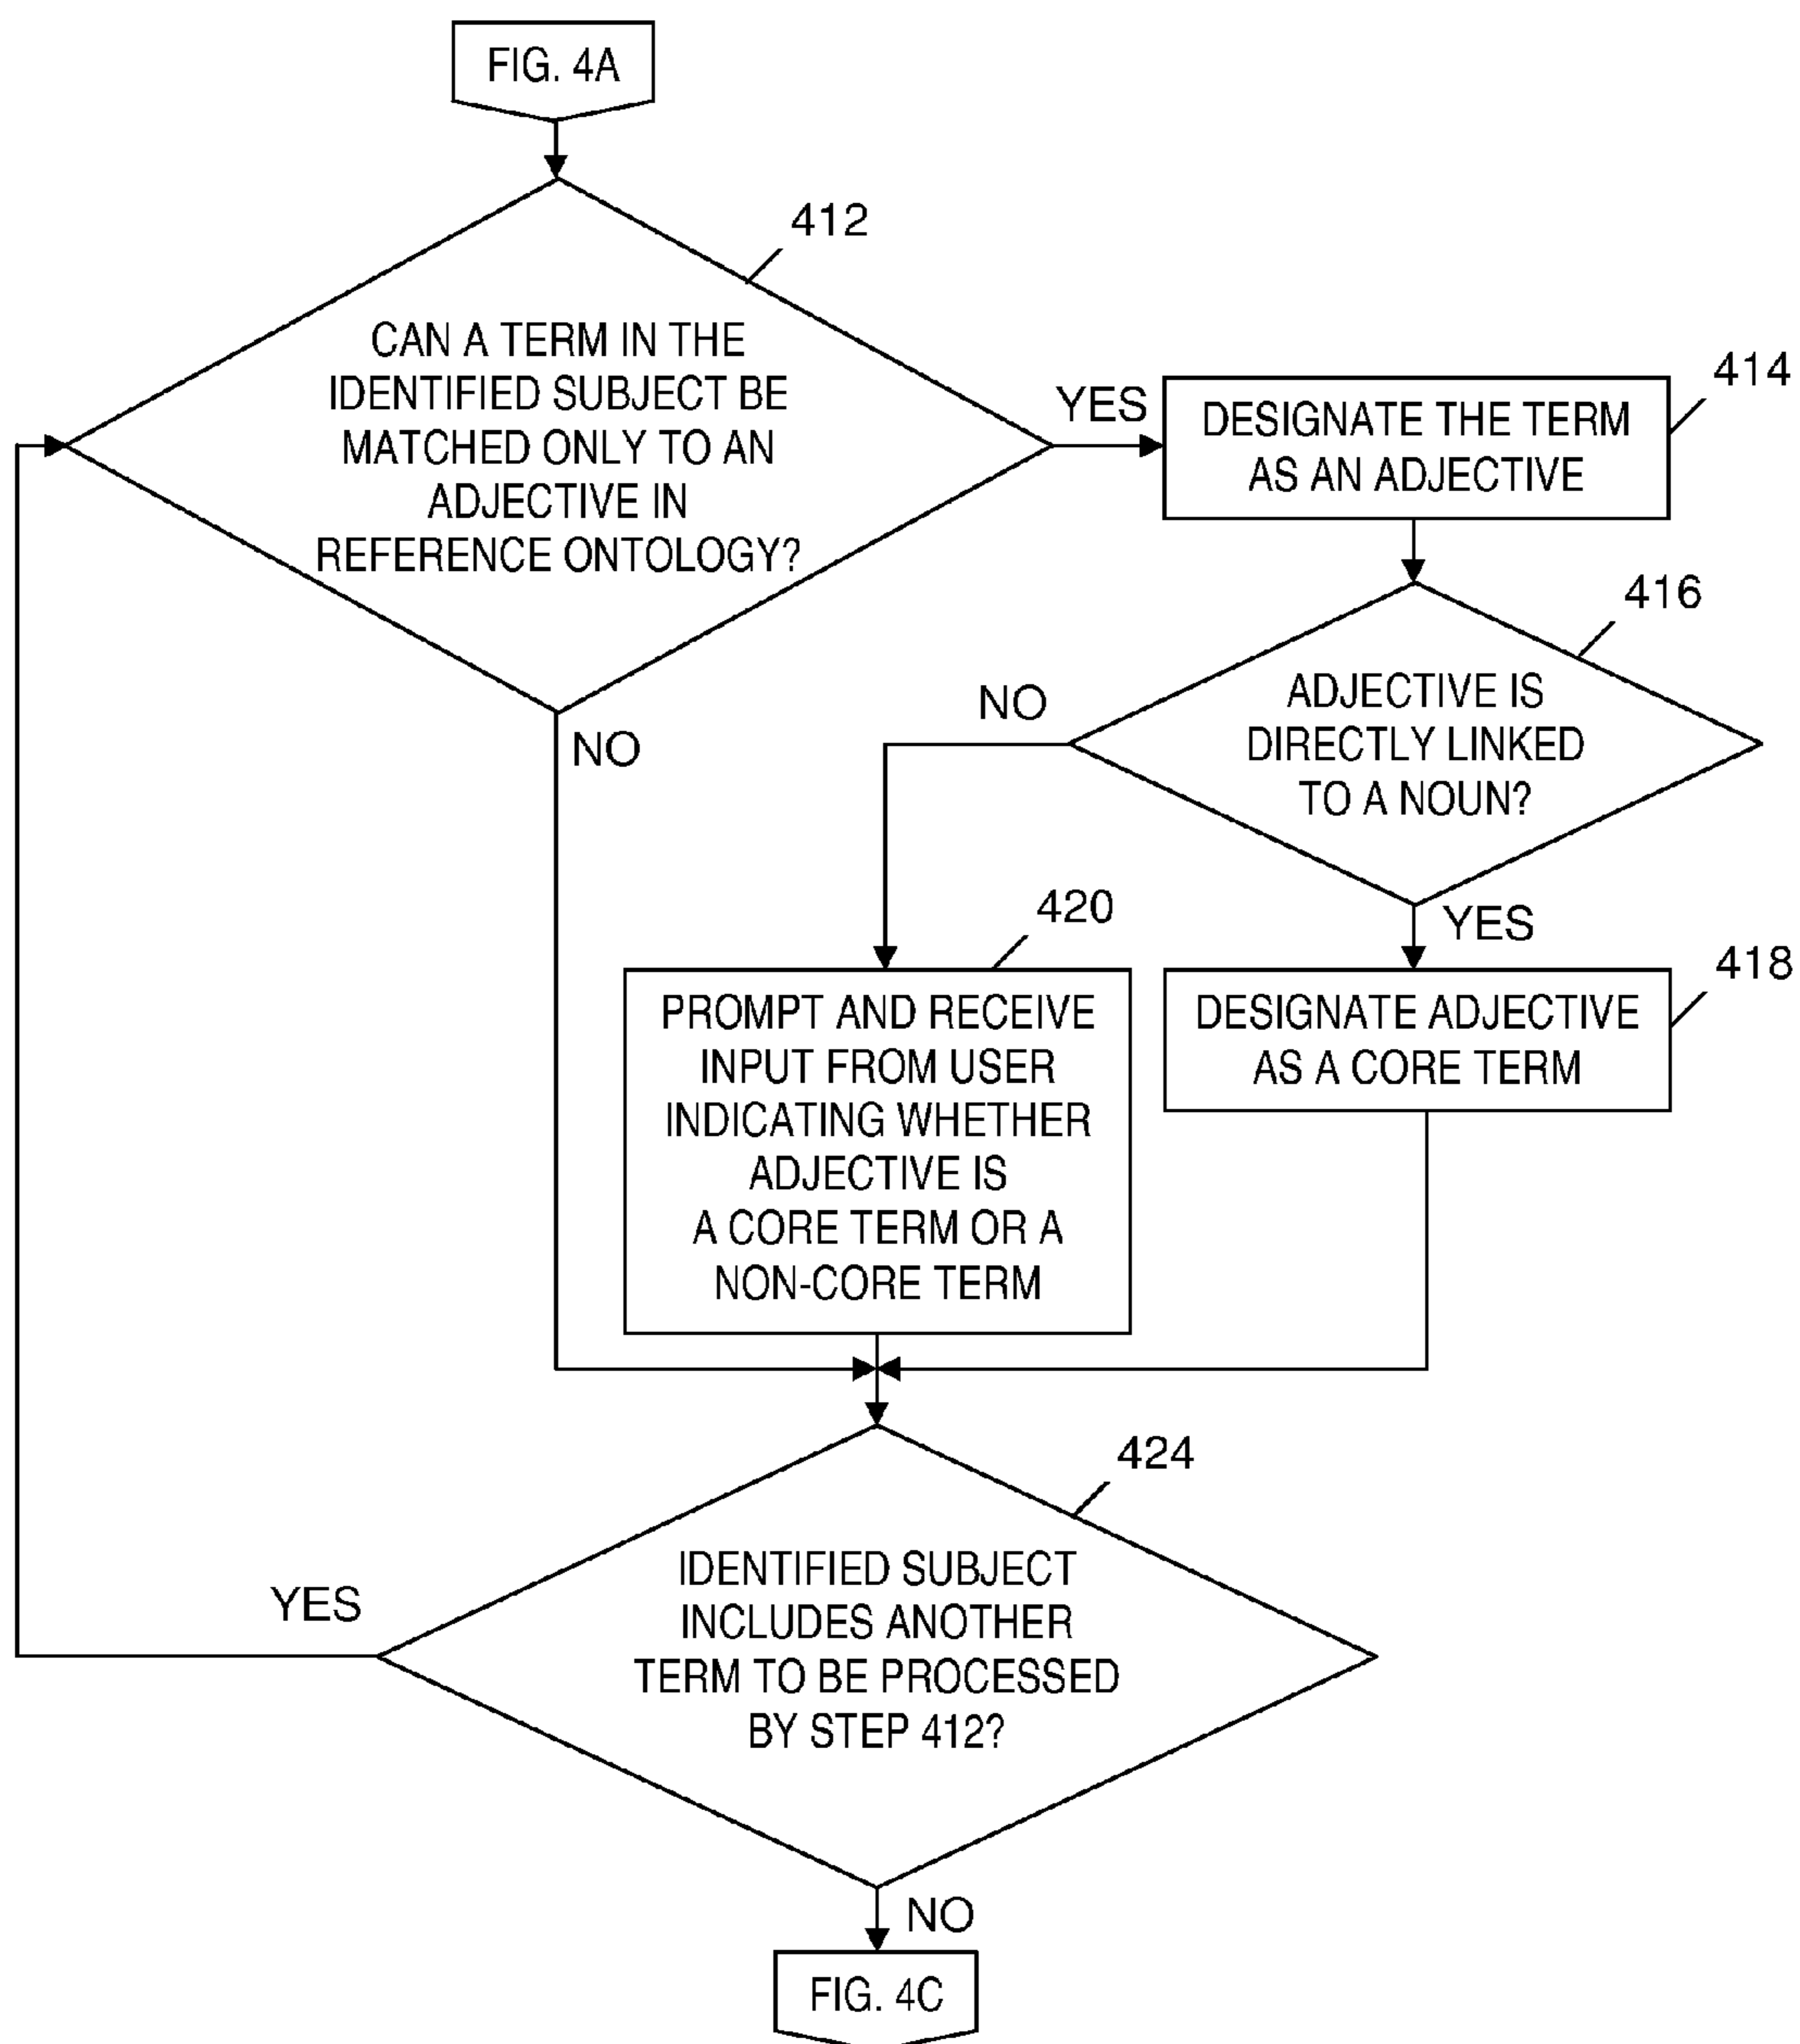 FIG. 4A
412
CAN A TERM IN THE
IDENTIFIED SUBJECT BE
MATCHED ONLY TO AN
ADJECTIVE IN
REFERENCE ONTOLOGY?
YES
414
DESIGNATE THE TERM
AS AN ADJECTIVE
416
ADJECTIVE IS
DIRECTLY LINKED
TO A NOUN?
NO
NO
YES
420
PROMPT AND RECEIVE
INPUT FROM USER
INDICATING WHETHER
ADJECTIVE IS
A CORE TERM OR A
NON-CORE TERM
418
DESIGNATE ADJECTIVE
AS A CORE TERM
424
IDENTIFIED SUBJECT
INCLUDES ANOTHER
TERM TO BE PROCESSED
BY STEP 412?
YES
NO
FIG. 4C